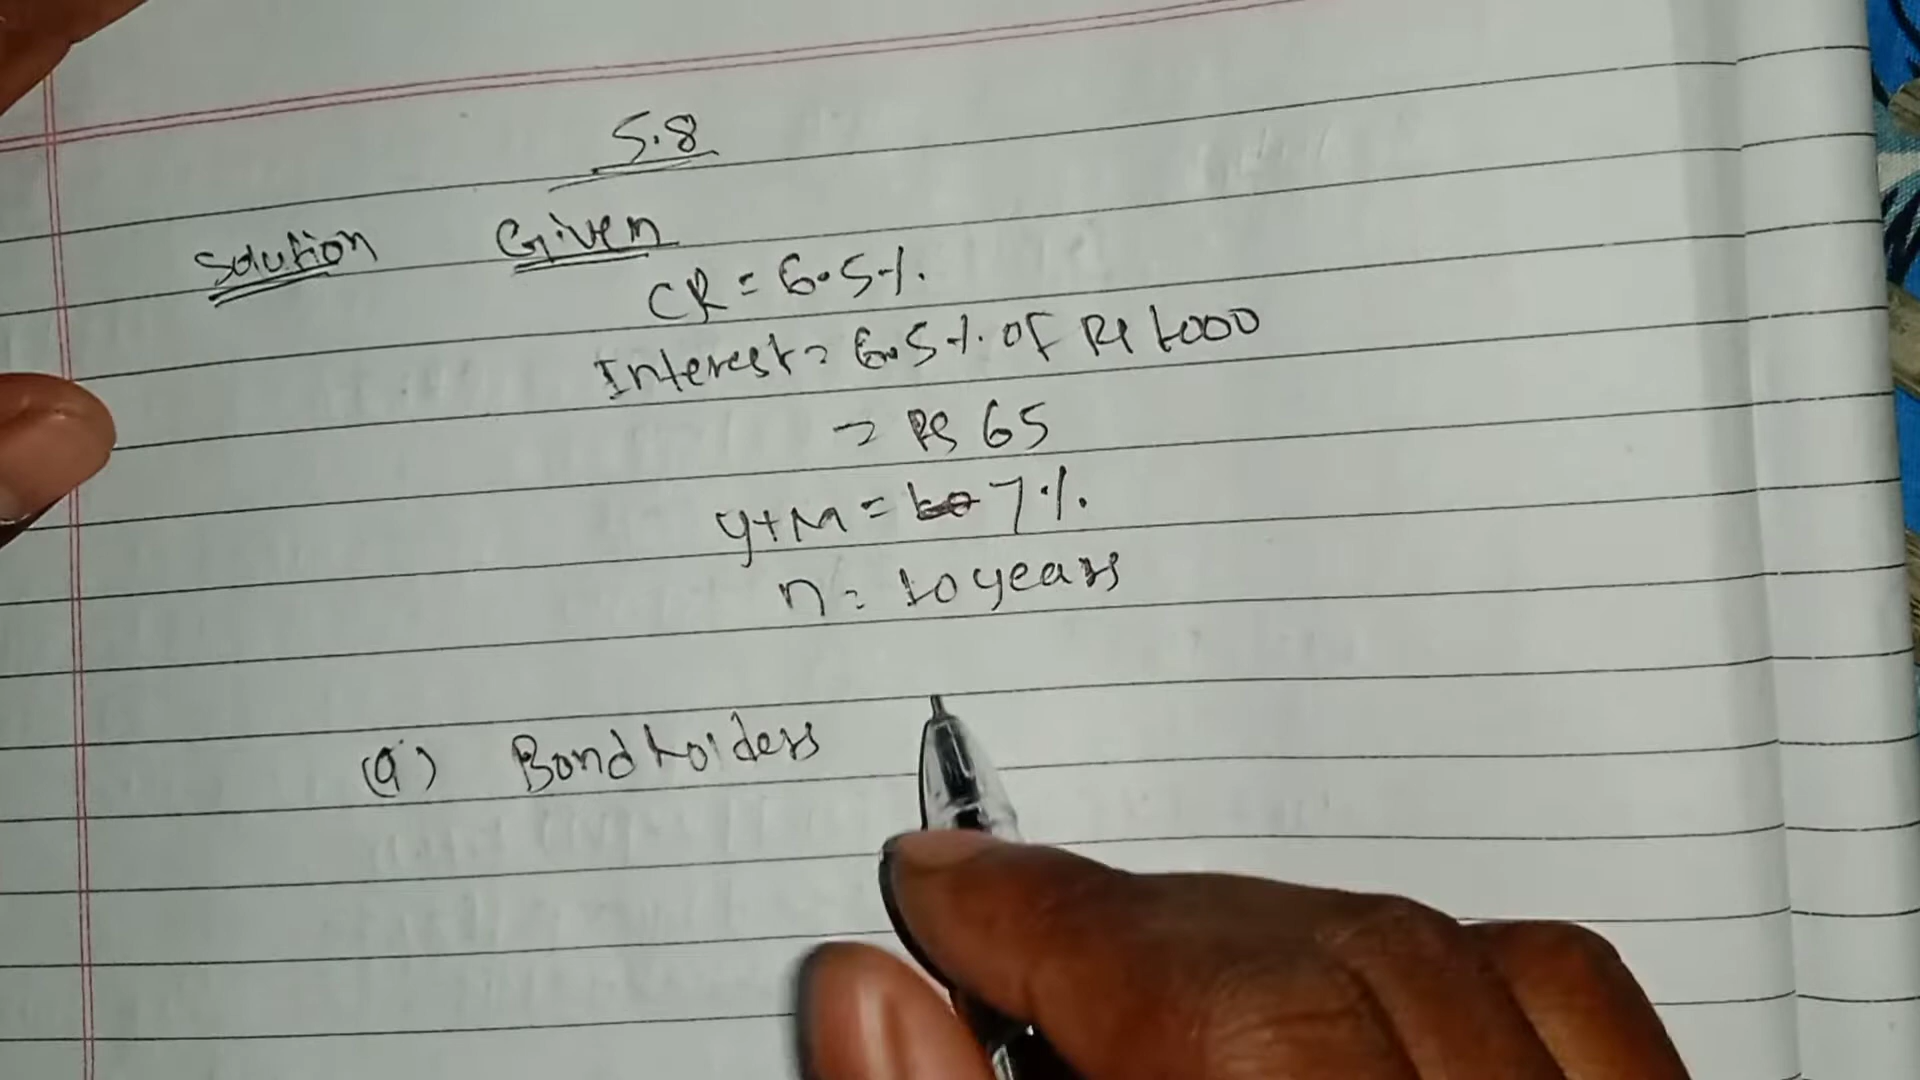 5.8
Solution Given
CR = 6.5%.
Interest = 6.5%. of Rs 1000
= Rs 65
YTM = 7%.
n = 10 years
(a) Bondholders